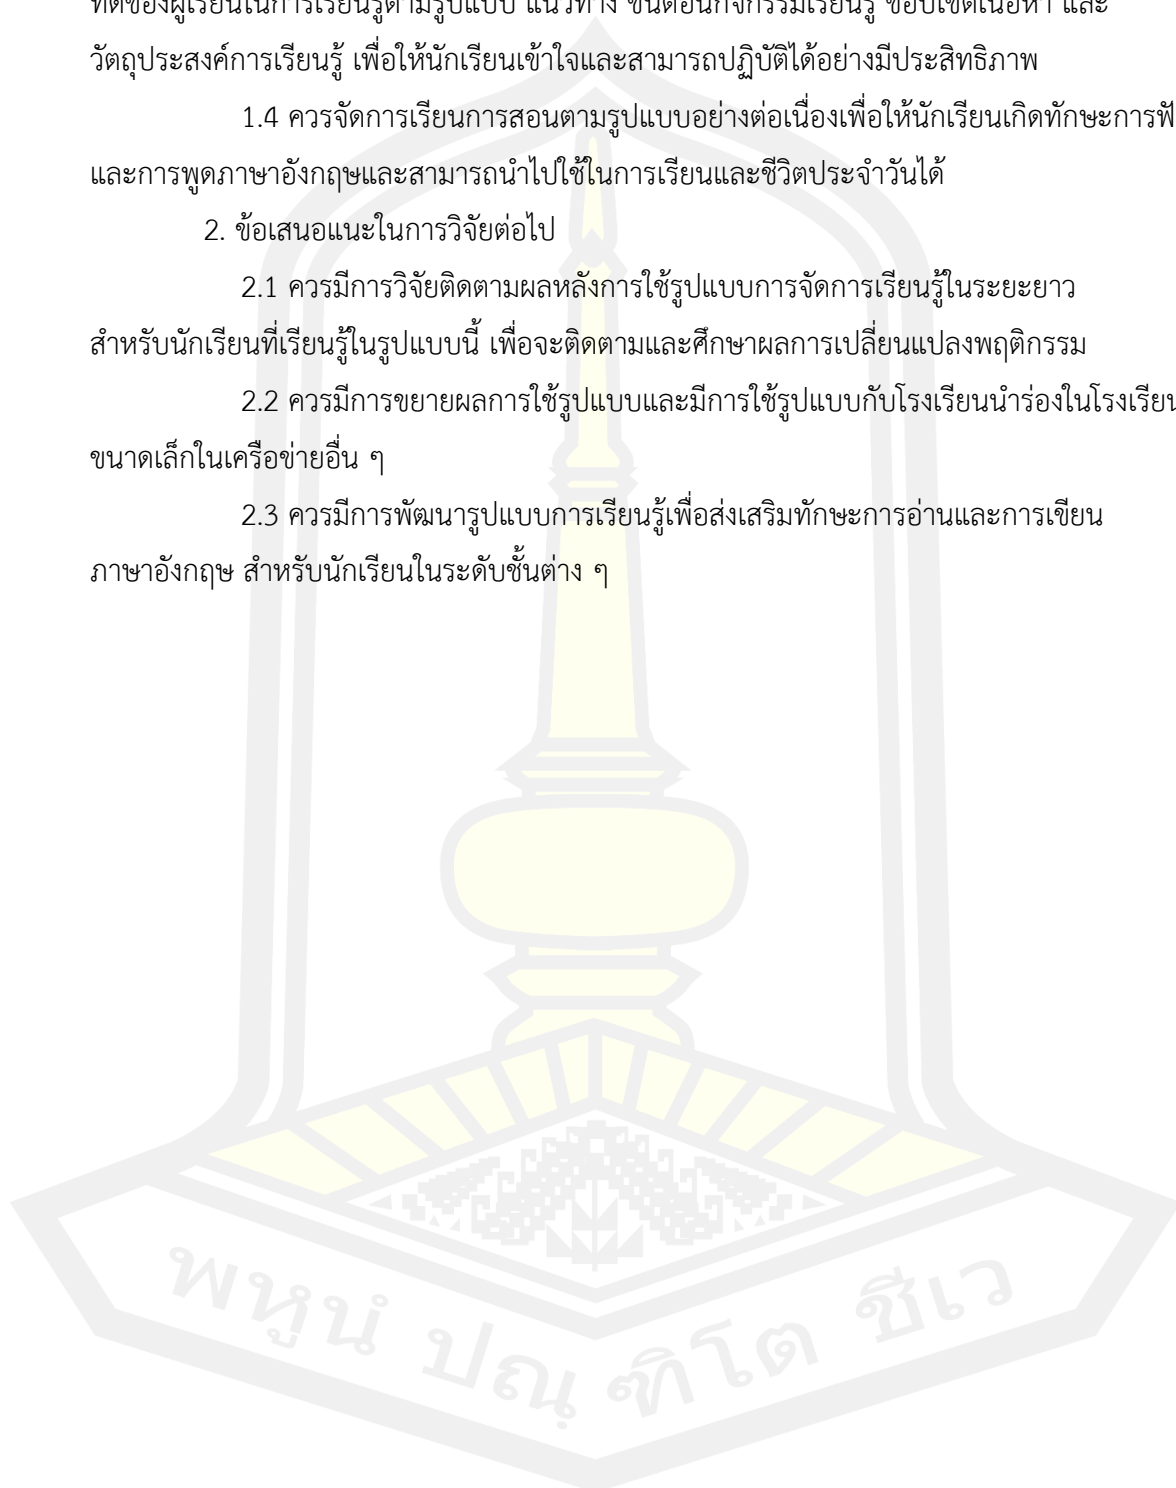 ของผู้เรียนในการเรียนรู้ตามรูปแบบ แนวทาง ขั้นตอนกิจกรรมเรียนรู้ ขอบเขตเนื้อหา และ
วัตถุประสงค์การเรียนรู้ เพื่อให้นักเรียนเข้าใจและสามารถปฏิบัติได้อย่างมีประสิทธิภาพ
1.4 ควรจัดการเรียนการสอนตามรูปแบบอย่างต่อเนื่องเพื่อให้นักเรียนเกิดทักษะการฟั
และการพูดภาษาอังกฤษและสามารถนำไปใช้ในการเรียนและชีวิตประจำวันได้
2. ข้อเสนอแนะในการวิจัยต่อไป
2.1 ควรมีการวิจัยติดตามผลหลังการใช้รูปแบบการจัดการเรียนรู้ในระยะยาว
สำหรับนักเรียนที่เรียนรู้ในรูปแบบนี้ เพื่อจะติดตามและศึกษาผลการเปลี่ยนแปลงพฤติกรรม
2.2 ควรมีการขยายผลการใช้รูปแบบและมีการใช้รูปแบบกับโรงเรียนนำร่องในโรงเรียน
ขนาดเล็กในเครือข่ายอื่น ๆ
2.3 ควรมีการพัฒนารูปแบบการเรียนรู้เพื่อส่งเสริมทักษะการอ่านและการเขียน
ภาษาอังกฤษ สำหรับนักเรียนในระดับชั้นต่าง ๆ
พหูนํ ปณฺฑิโต ชีเว